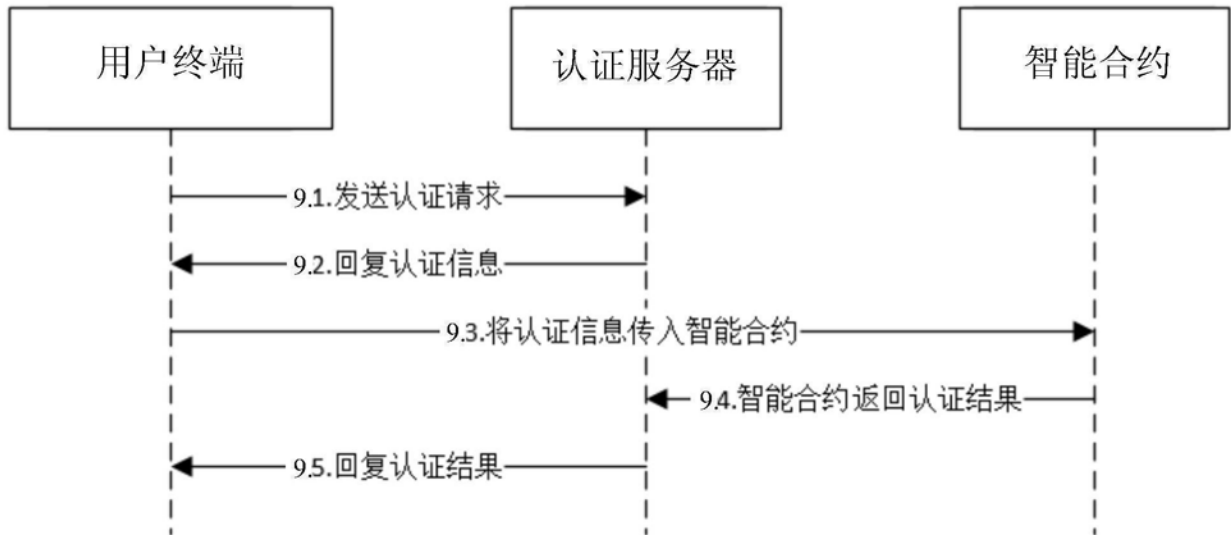 用户终端
认证服务器
智能合约
9.1.发送认证请求
9.2.回复认证信息
9.3.将认证信息传入智能合约
9.4.智能合约返回认证结果
9.5.回复认证结果